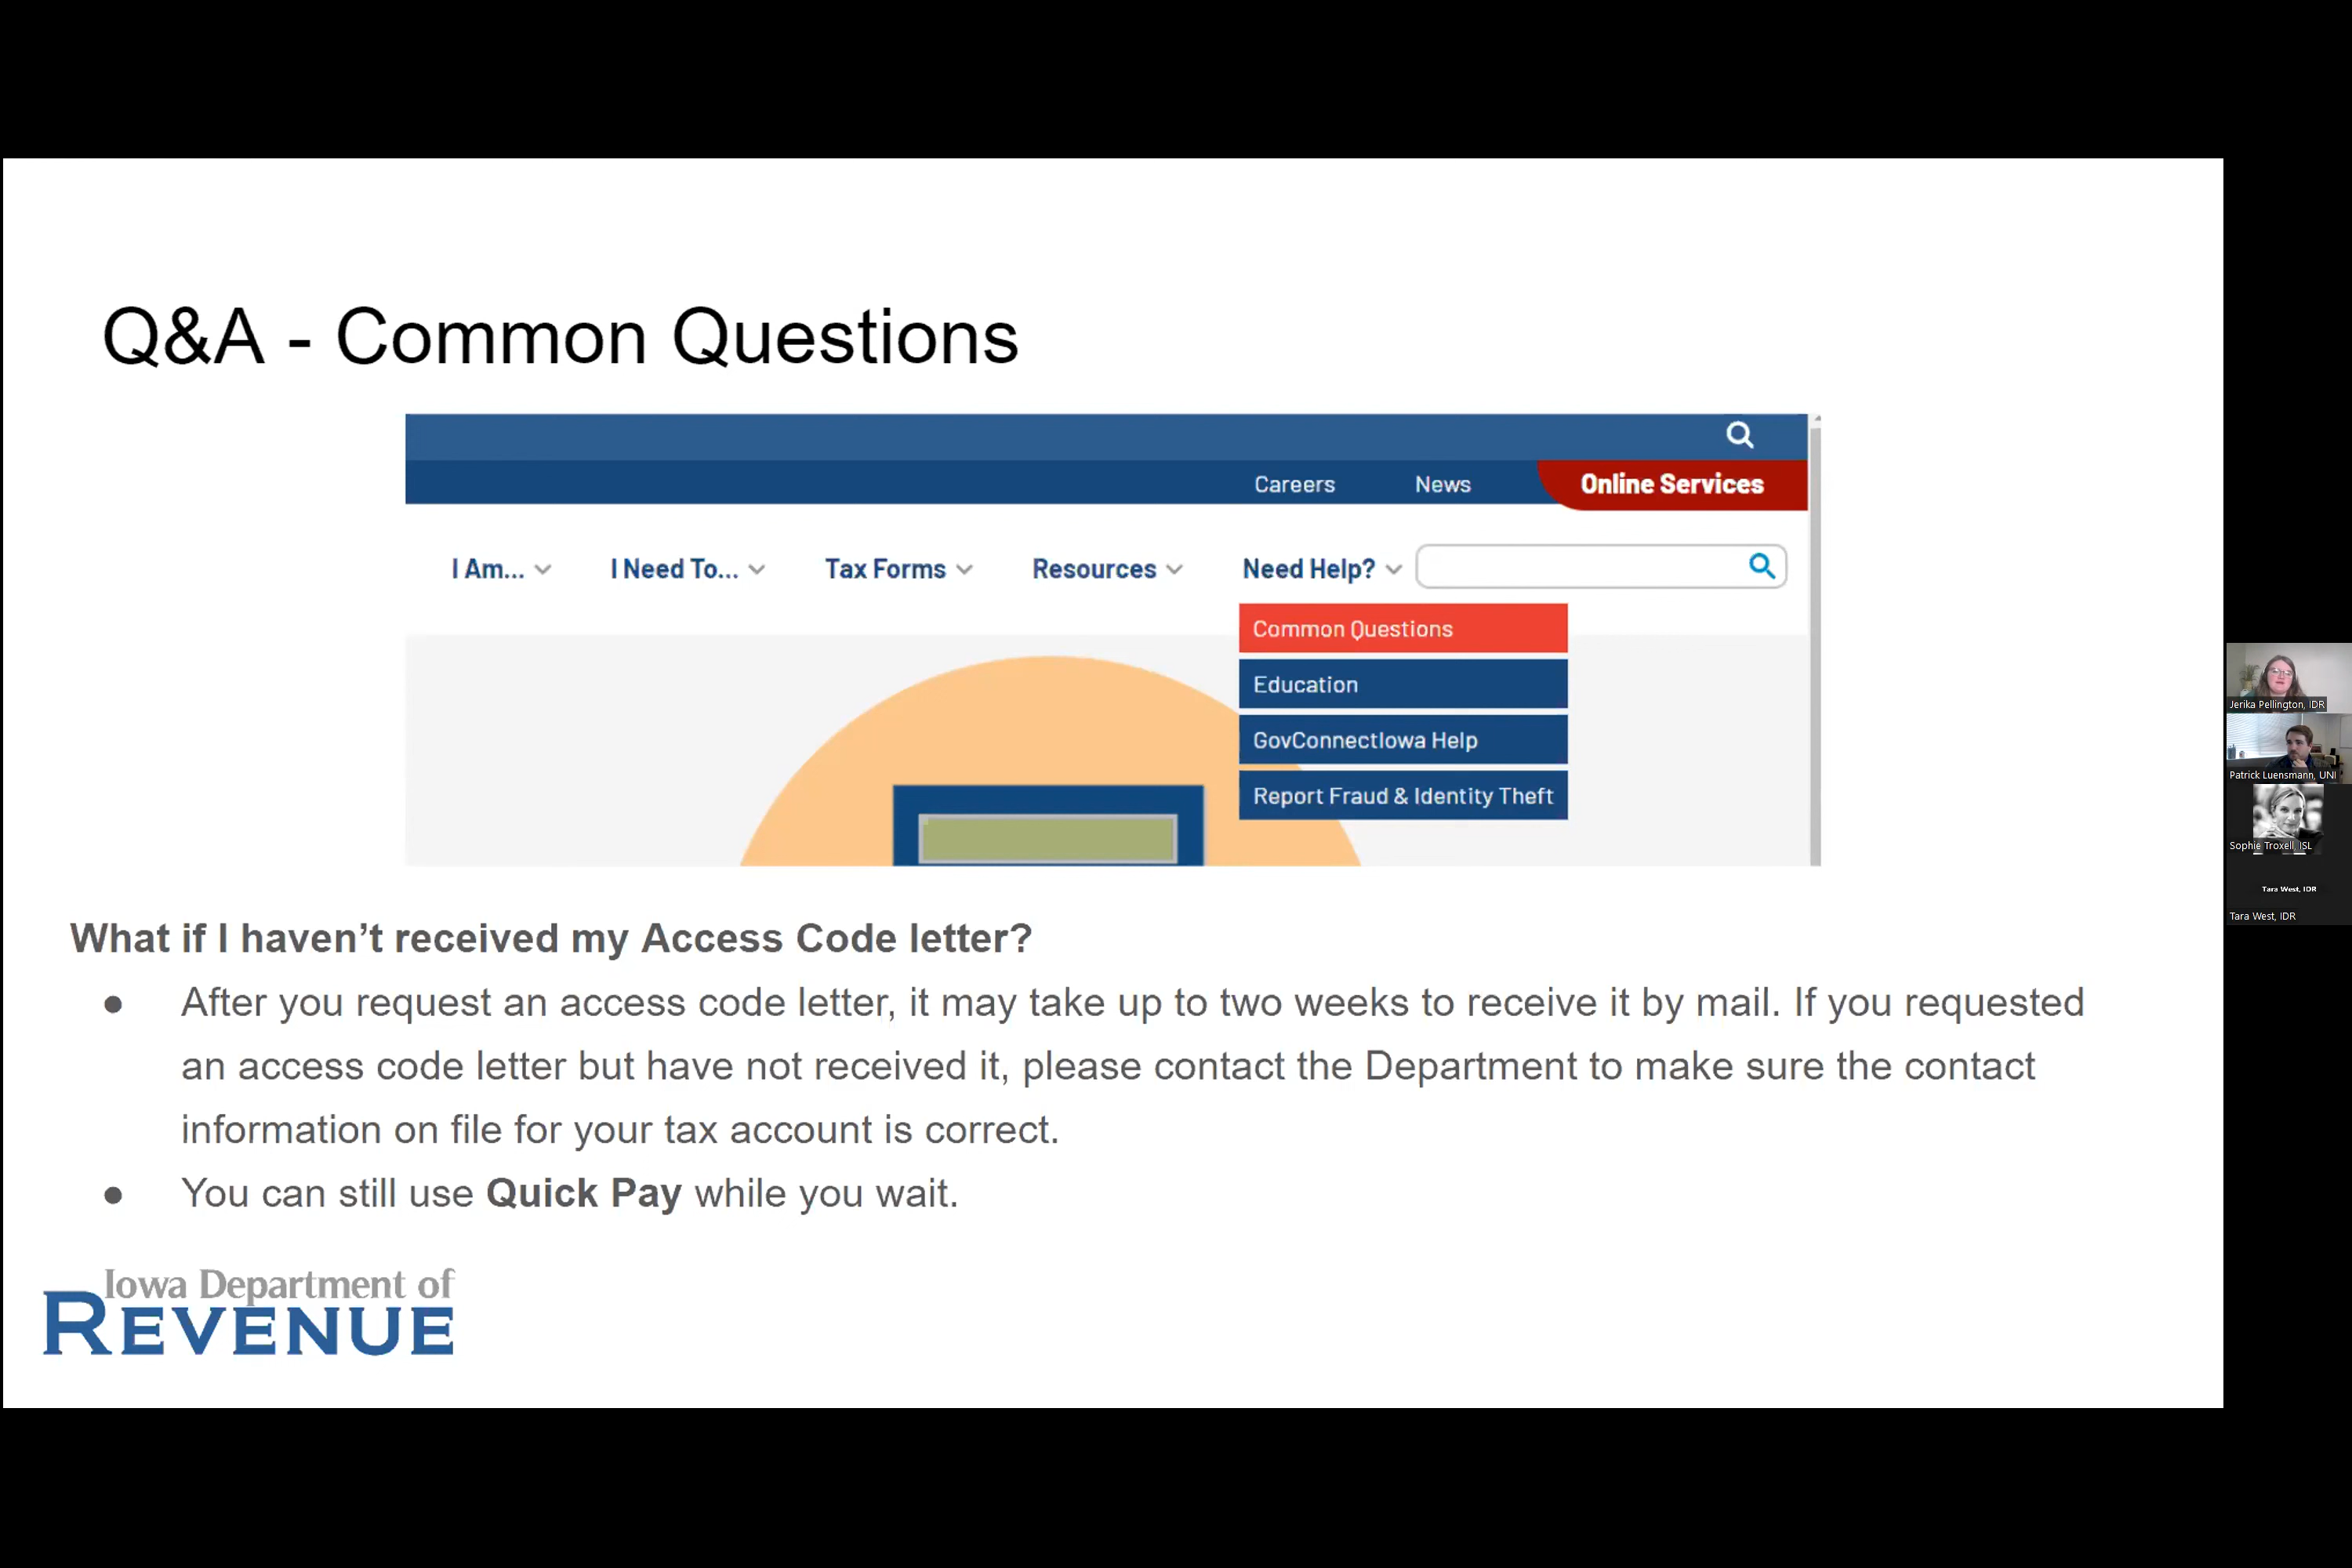 Q&A - Common Questions
Careers News Online Services
I Am... I Need To... Tax Forms Resources Need Help?
Common Questions
Education
GovConnectIowa Help
Report Fraud & Identity Theft
What if I haven’t received my Access Code letter?
● After you request an access code letter, it may take up to two weeks to receive it by mail. If you requested
an access code letter but have not received it, please contact the Department to make sure the contact
information on file for your tax account is correct.
● You can still use Quick Pay while you wait.
Iowa Department of
REVENUE
Jerika Pellington, IDR
Patrick Luensmann, UNI
Sophie Troxell, ISL
Tara West, IDR
Tara West, IDR